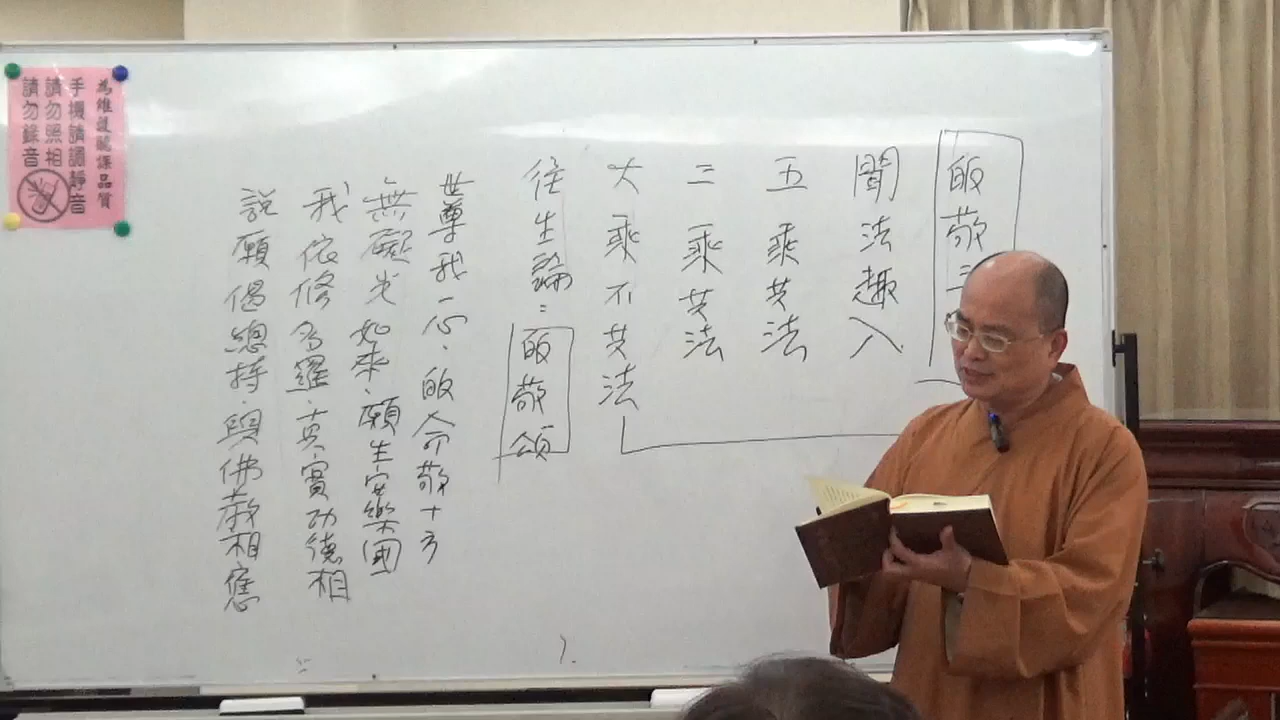 皈敬三
聞法趣入
五乘共法
三乘共法
大乘不共法
往生論：皈敬頌
世尊我一心．皈命敬十方
無礙光如來．願生安樂國
我依修多羅．真實功德相
說願偈總持．與佛教相應
為維護聽課品質
手機請調靜音
請勿照相
請勿錄音